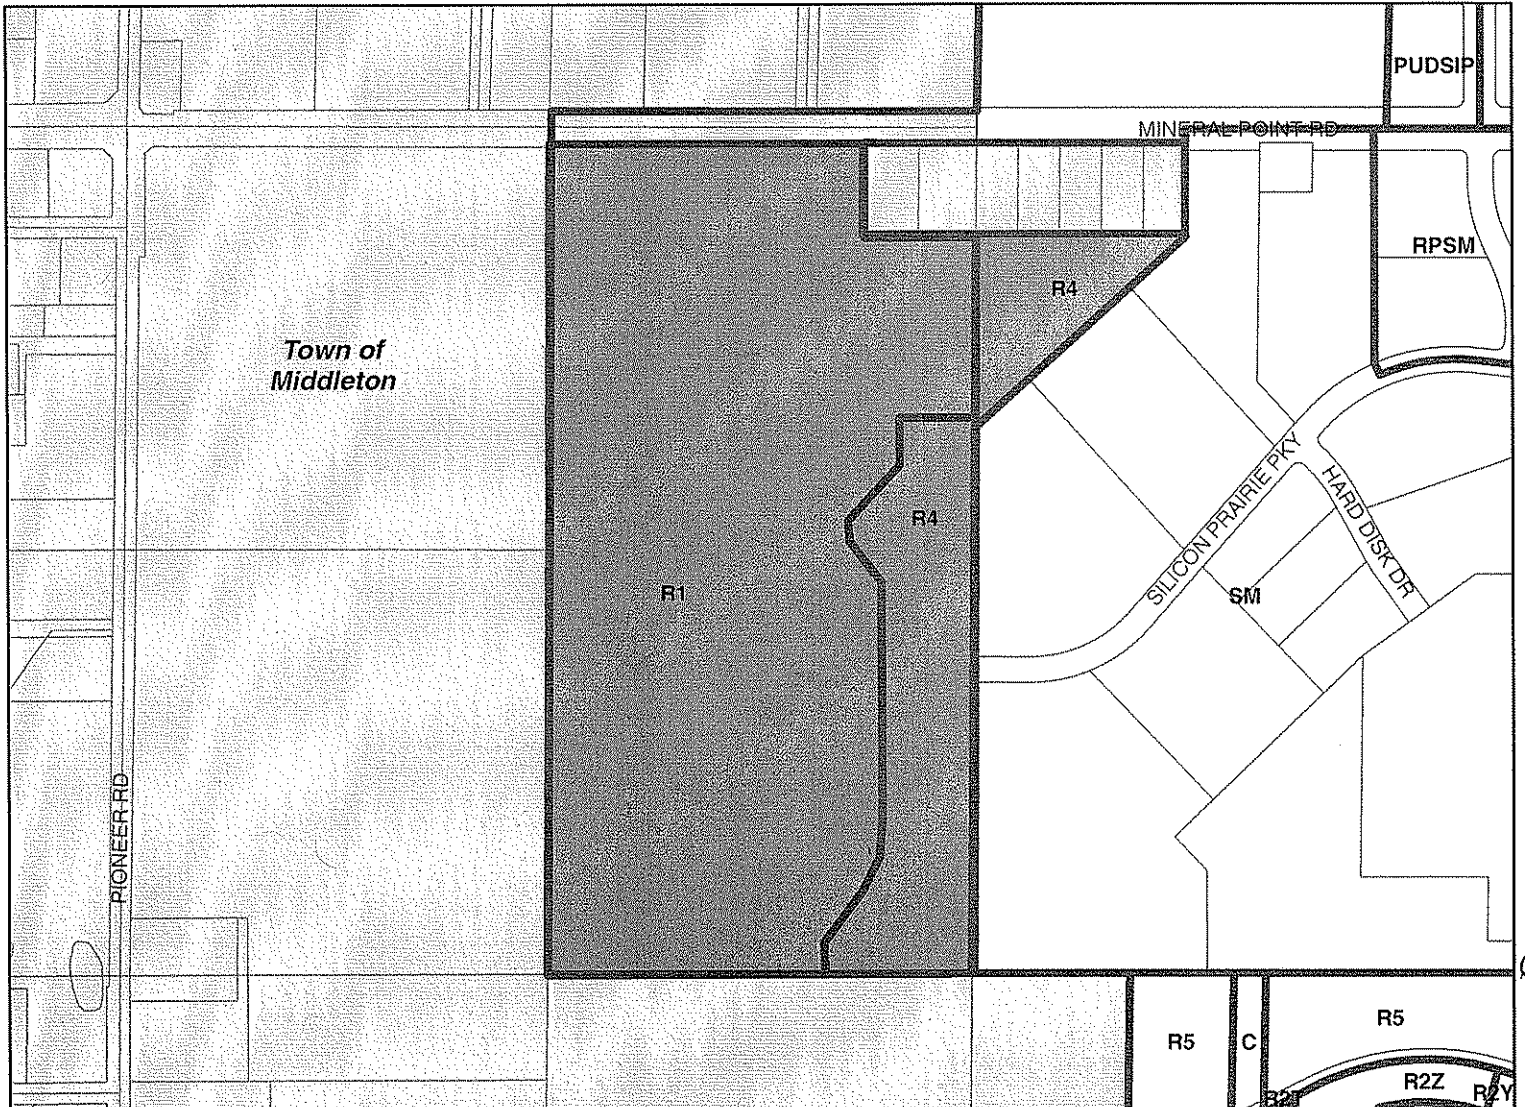 PUDSIP
MINERAL POINT RD
RPSM
R4
Town of
Middleton
R4
SILICON PRAIRIE PKY
HARD DISK DR
R1
SM
PIONEER RD
R5
R5
C
R2Z
R2Y